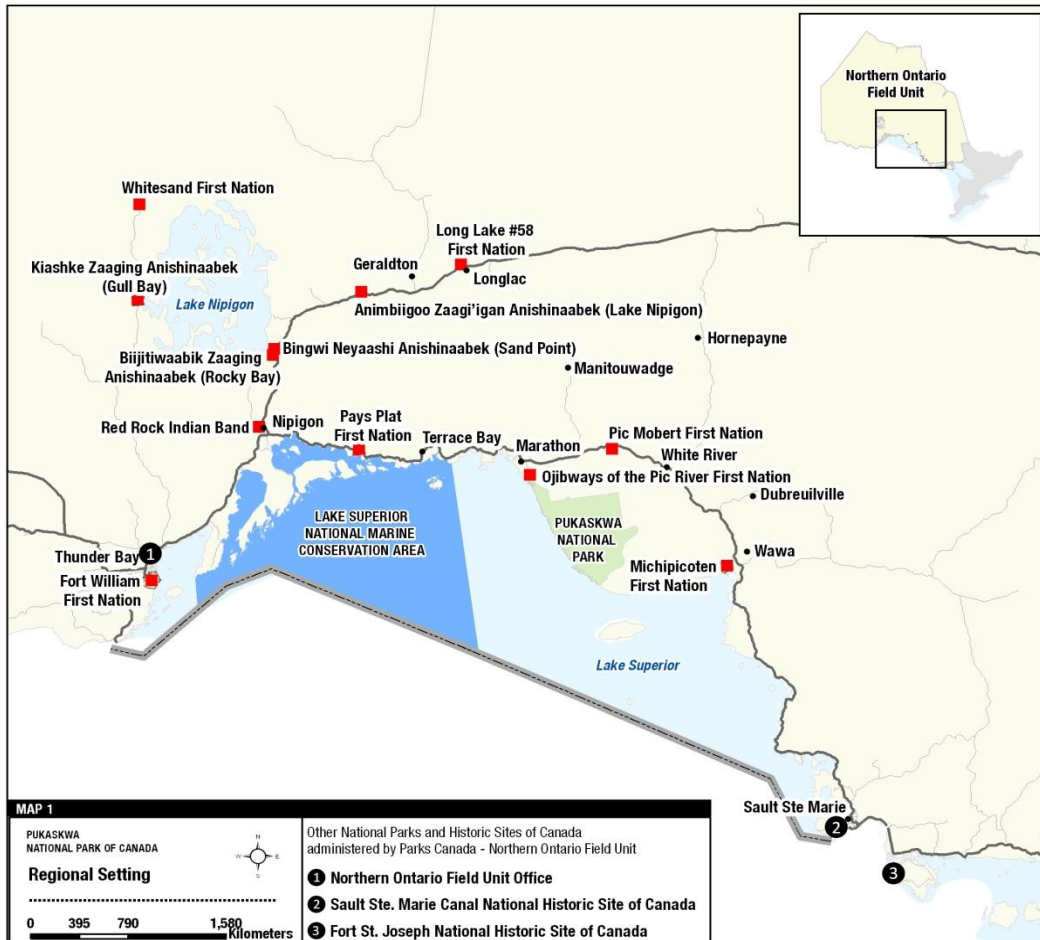 Northern Ontario
Field Unit
Whitesand First Nation
Long Lake #58
First Nation
Kiashke Zaaging Anishinaabek
(Gull Bay)
Geraldton
Longlac
Lake Nipigon
Animbiigoo Zaagi'igan Anishinaabek (Lake Nipigon)
Hornepayne
Bingwi Neyaashi Anishinaabek (Sand Point)
Biijitiwaabik Zaaging
Anishinaabek (Rocky Bay)
Manitouwadge
Red Rock Indian Band
Nipigon
Pays Plat
First Nation
Terrace Bay
Marathon
Pic Mobert First Nation
White River
Ojibways of the Pic River First Nation
Dubreuilville
LAKE SUPERIOR
NATIONAL MARINE
CONSERVATION AREA
PUKASKWA
NATIONAL
PARK
Thunder Bay
1
Wawa
Fort William
First Nation
Michipicoten
First Nation
Lake Superior
Sault Ste Marie
2
3
MAP 1
PUKASKWA
NATIONAL PARK OF CANADA
Regional Setting
N
W
E
S
0 395 790 1,580
Kilometers
Other National Parks and Historic Sites of Canada
administered by Parks Canada - Northern Ontario Field Unit
1 Northern Ontario Field Unit Office
2 Sault Ste. Marie Canal National Historic Site of Canada
3 Fort St. Joseph National Historic Site of Canada